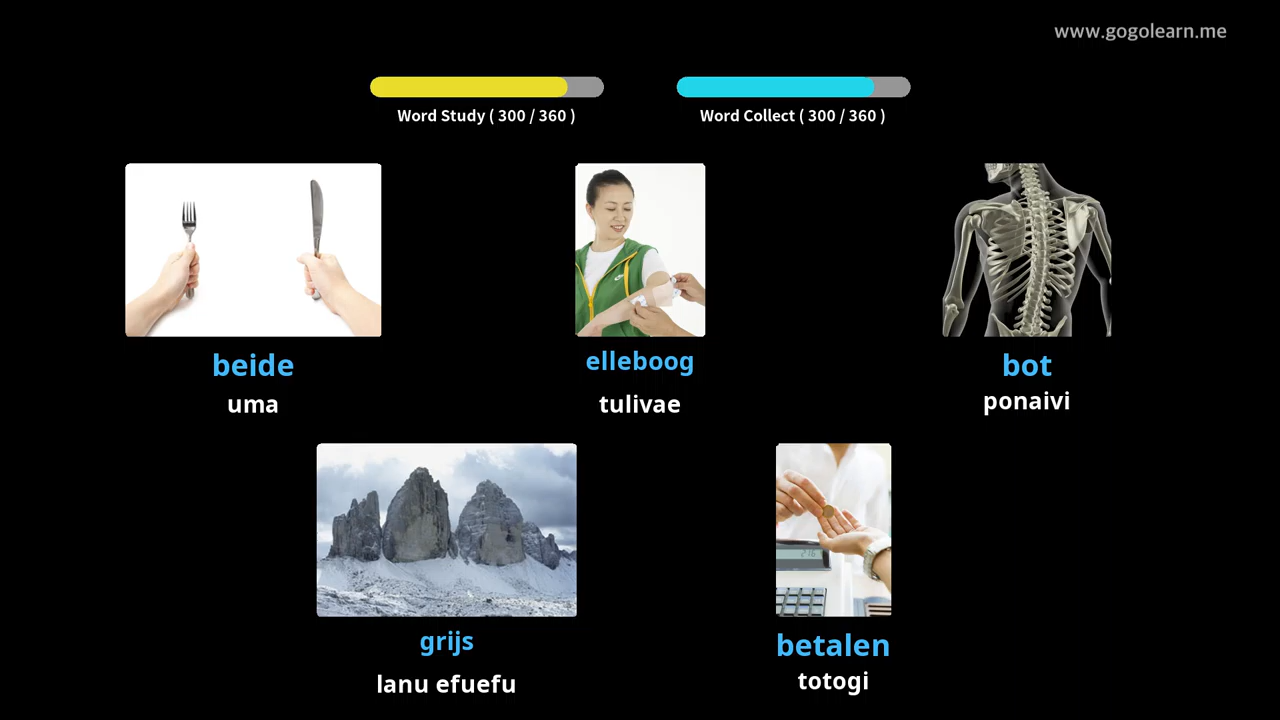 www.gogolearn.me
Word Study ( 300 / 360 )
Word Collect ( 300 / 360 )
beide
uma
elleboog
tulivae
bot
ponaivi
grijs
lanu efuefu
betalen
totogi